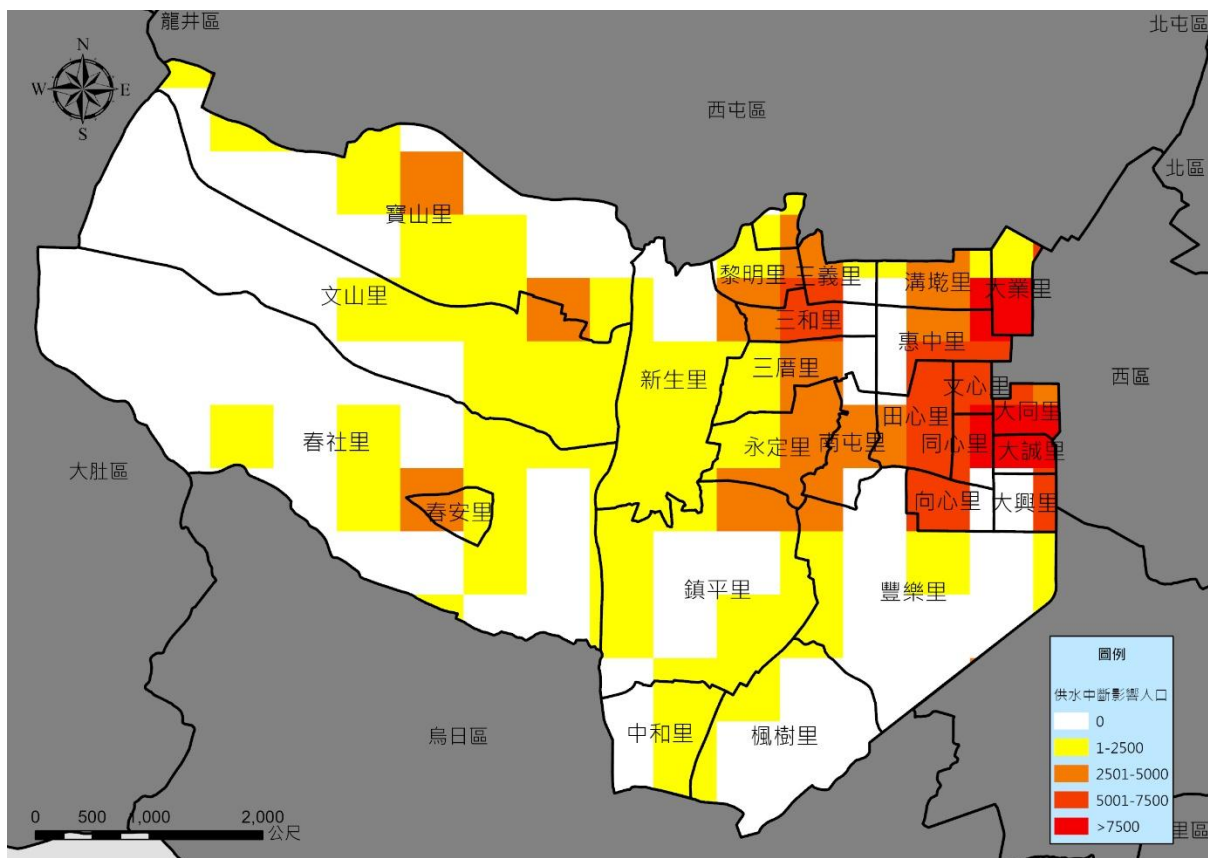 龍井區
北屯區
N
W
E
S
西屯區
北區
寶山里
黎明里
三義里
溝墘里
大業里
文山里
三和里
惠中里
新生里
三厝里
文心里
西區
大同里
春社里
永定里
南屯里
田心里
同心里
大誠里
大肚區
春安里
向心里
大興里
鎮平里
豐樂里
烏日區
中和里
楓樹里
圖例
供水中斷影響人口
0
1-2500
2501-5000
5001-7500
>7500
0 500 1,000 2,000
公尺
里區